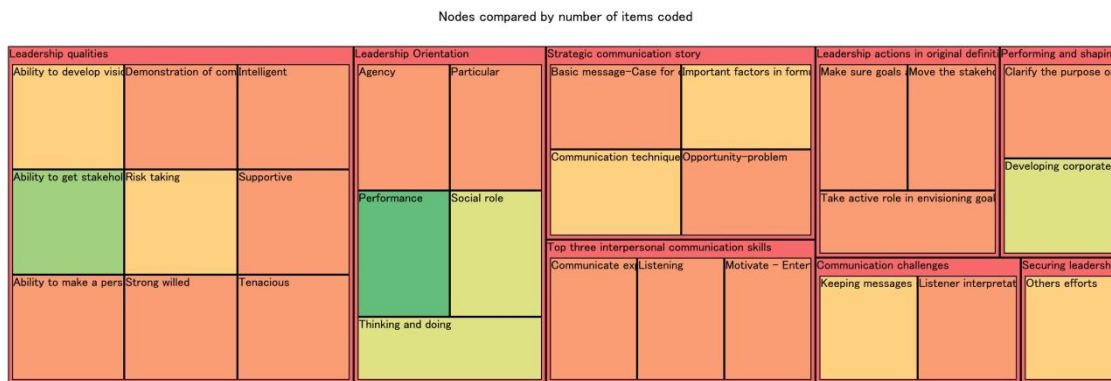 Nodes compared by number of items coded
Leadership qualities
Ability to develop visi
Demonstration of com
Intelligent
Ability to get stakehol
Risk taking
Supportive
Ability to make a pers
Strong willed
Tenacious
Leadership Orientation
Agency
Particular
Performance
Social role
Thinking and doing
Strategic communication story
Basic message-Case for
Important factors in form
Communication technique
Opportunity-problem
Top three interpersonal communication skills
Communicate ex
Listening
Motivate - Enter
Leadership actions in original definiti
Make sure goals
Move the stakeho
Take active role in envisioning goal
Performing and shapin
Clarify the purpose o
Developing corporate
Communication challenges
Keeping messages
Listener interpretat
Securing leadersh
Others efforts